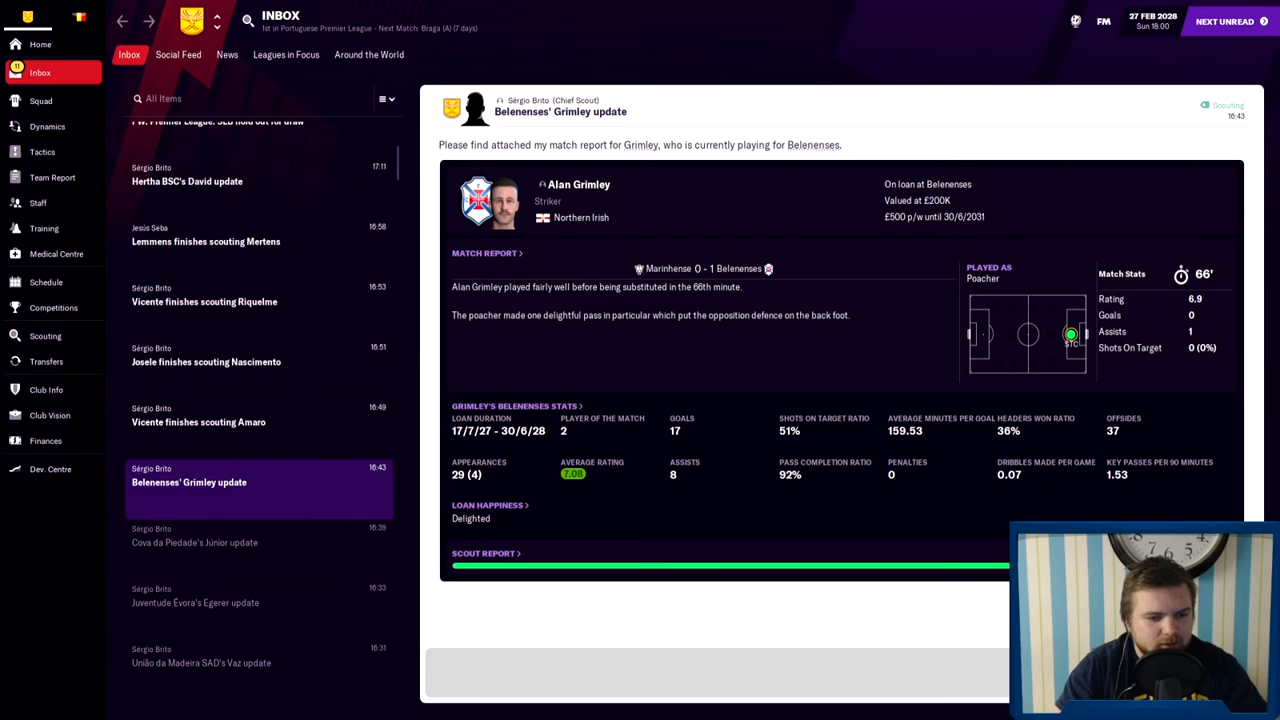 INBOX
1st in Portuguese Premier League - Next Match: Braga (A) (7 days)
FM
27 FEB 2028
Sun 18:00
NEXT UNREAD
Home
11
Inbox
Squad
Dynamics
Tactics
Team Report
Staff
Training
Medical Centre
Schedule
Competitions
Scouting
Transfers
Club Info
Club Vision
Finances
Dev. Centre
Inbox
Social Feed
News
Leagues in Focus
Around the World
All Items
Premier League: SLB hold out for draw
Sérgio Brito
17:11
Hertha BSC's David update
Jesús Seba
16:58
Lemmens finishes scouting Mertens
Sérgio Brito
16:53
Vicente finishes scouting Riquelme
Sérgio Brito
16:51
Josele finishes scouting Nascimento
Sérgio Brito
16:49
Vicente finishes scouting Amaro
Sérgio Brito
16:43
Belenenses' Grimley update
Sérgio Brito
16:39
Cova da Piedade's Júnior update
Sérgio Brito
16:33
Juventude Évora's Egerer update
Sérgio Brito
16:31
União da Madeira SAD's Vaz update
Sérgio Brito (Chief Scout)
Belenenses' Grimley update
Scouting
16:43
Please find attached my match report for Grimley, who is currently playing for Belenenses.
Alan Grimley
Striker
Northern Irish
On loan at Belenenses
Valued at £200K
£500 p/w until 30/6/2031
MATCH REPORT >
Marinhense 0 - 1 Belenenses
Alan Grimley played fairly well before being substituted in the 66th minute.
The poacher made one delightful pass in particular which put the opposition defence on the back foot.
PLAYED AS
Poacher
STC
Match Stats 66'
Rating 6.9
Goals 0
Assists 1
Shots On Target 0 (0%)
GRIMLEY'S BELENENSES STATS >
LOAN DURATION PLAYER OF THE MATCH GOALS SHOTS ON TARGET RATIO AVERAGE MINUTES PER GOAL HEADERS WON RATIO OFFSIDES
17/7/27 - 30/6/28 2 17 51% 159.53 36% 37
APPEARANCES AVERAGE RATING ASSISTS PASS COMPLETION RATIO PENALTIES DRIBBLES MADE PER GAME KEY PASSES PER 90 MINUTES
29 (4) 7.08 8 92% 0 0.07 1.53
LOAN HAPPINESS >
Delighted
SCOUT REPORT >